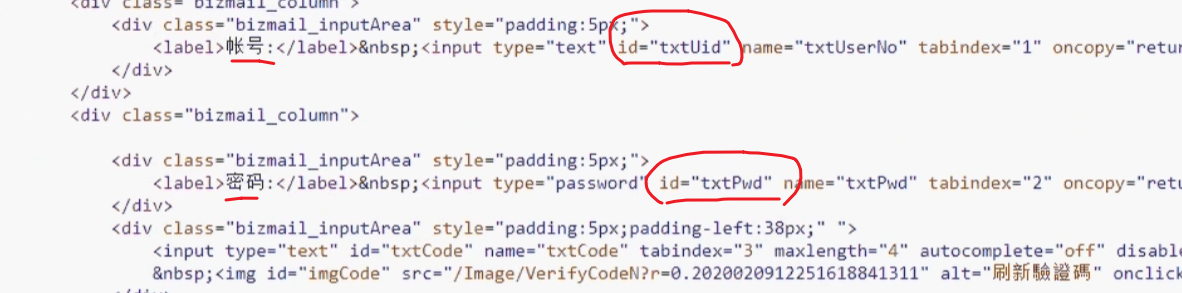 <div class="bizmail_column">
<div class="bizmail_inputArea" style="padding:5px;">
<label>帐号:</label>&nbsp;<input type="text" id="txtUid" name="txtUserNo" tabindex="1" oncopy="retur
</div>
</div>
<div class="bizmail_column">
<div class="bizmail_inputArea" style="padding:5px;">
<label>密码:</label>&nbsp;<input type="password" id="txtPwd" name="txtPwd" tabindex="2" oncopy="retu
</div>
<div class="bizmail_inputArea" style="padding:5px;padding-left:38px;" ">
<input type="text" id="txtCode" name="txtCode" tabindex="3" maxlength="4" autocomplete="off" disable
&nbsp;<img id="imgCode" src="/Image/VerifyCodeN?r=0.2020020912251618841311" alt="刷新驗證碼" onclick
</div>